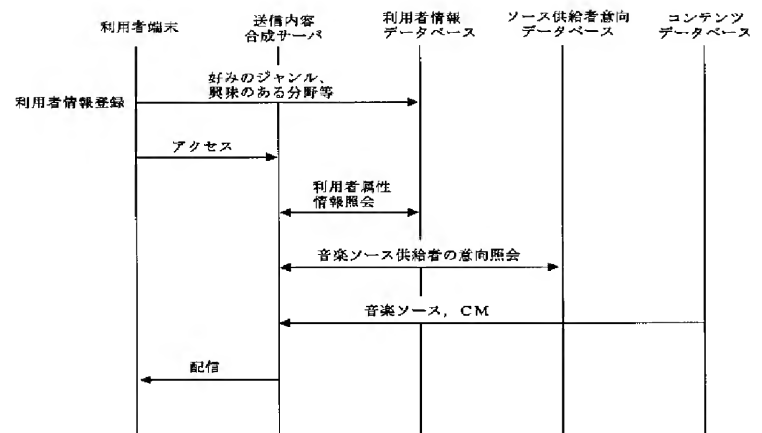 利用者端末
送信内容
合成サーバ
利用者情報
データベース
ソース供給者意向
データベース
コンテンツ
データベース
好みのジャンル、
興味のある分野等
利用者情報登録
アクセス
利用者属性
情報照会
音楽ソース供給者の意向照会
音楽ソース，CM
配信